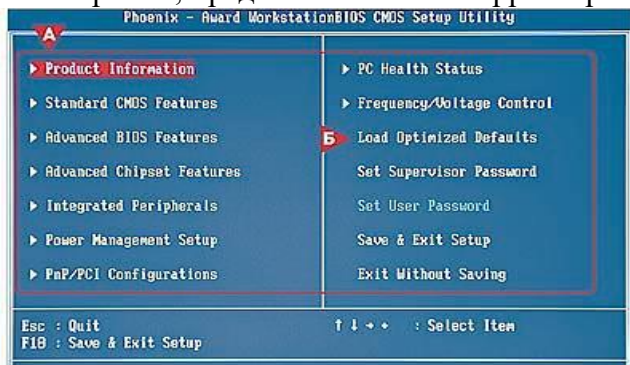 Phoenix - Award WorkstationBIOS CMOS Setup Utility
А
Product Information
Standard CMOS Features
Advanced BIOS Features
Advanced Chipset Features
Integrated Peripherals
Power Management Setup
PnP/PCI Configurations
PC Health Status
Frequency/Voltage Control
Б Load Optimized Defaults
Set Supervisor Password
Set User Password
Save & Exit Setup
Exit Without Saving
Esc : Quit
F10 : Save & Exit Setup
↑ ↓ → ← : Select Item